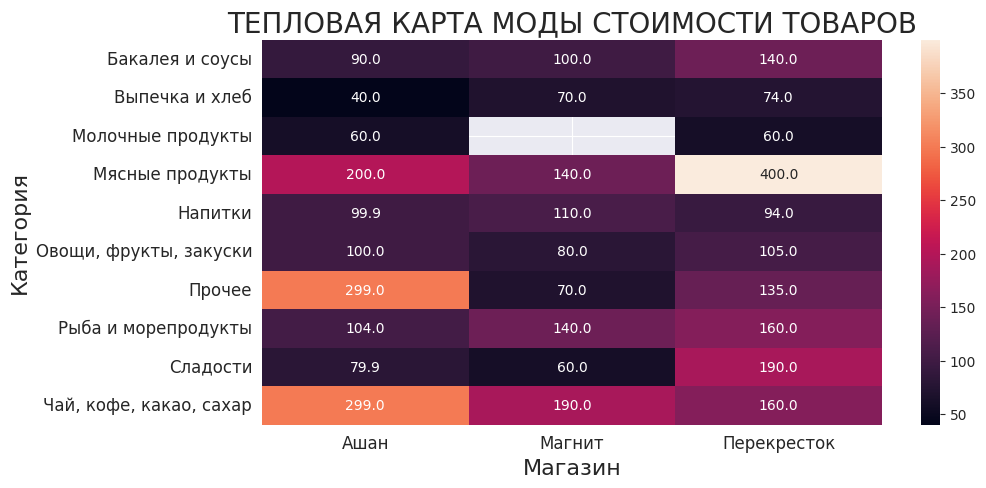 ТЕПЛОВАЯ КАРТА МОДЫ СТОИМОСТИ ТОВАРОВ
Категория
Бакалея и соусы 90.0 100.0 140.0
Выпечка и хлеб 40.0 70.0 74.0
Молочные продукты 60.0 60.0
Мясные продукты 200.0 140.0 400.0
Напитки 99.9 110.0 94.0
Овощи, фрукты, закуски 100.0 80.0 105.0
Прочее 299.0 70.0 135.0
Рыба и морепродукты 104.0 140.0 160.0
Сладости 79.9 60.0 190.0
Чай, кофе, какао, сахар 299.0 190.0 160.0
Ашан Магнит Перекресток
Магазин
350
300
250
200
150
100
50